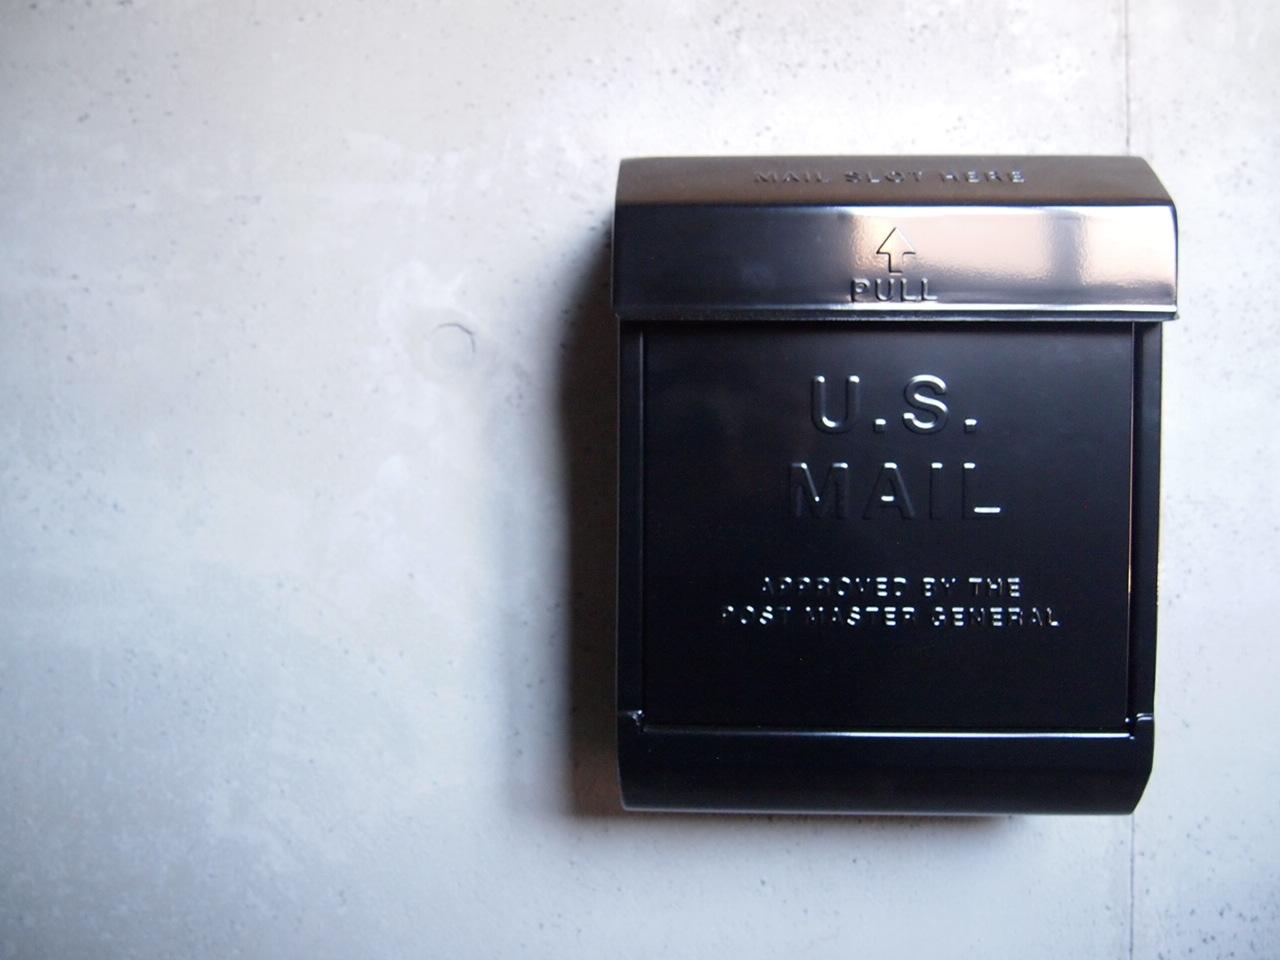 MAIL SLOT HERE
PULL
U.S.
MAIL
APPROVED BY THE
POST MASTER GENERAL